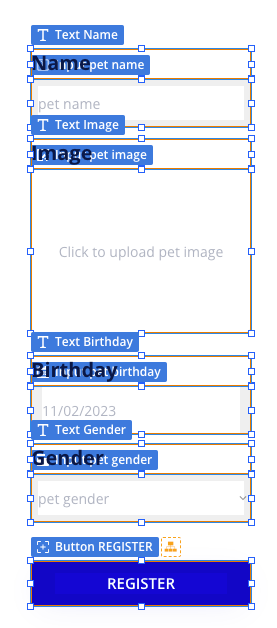 Text Name
Name
pet name
pet name
Text Image
Image
pet image
Click to upload pet image
Text Birthday
Birthday
birthday
11/02/2023
Text Gender
Gender
pet gender
pet gender
Button REGISTER
REGISTER